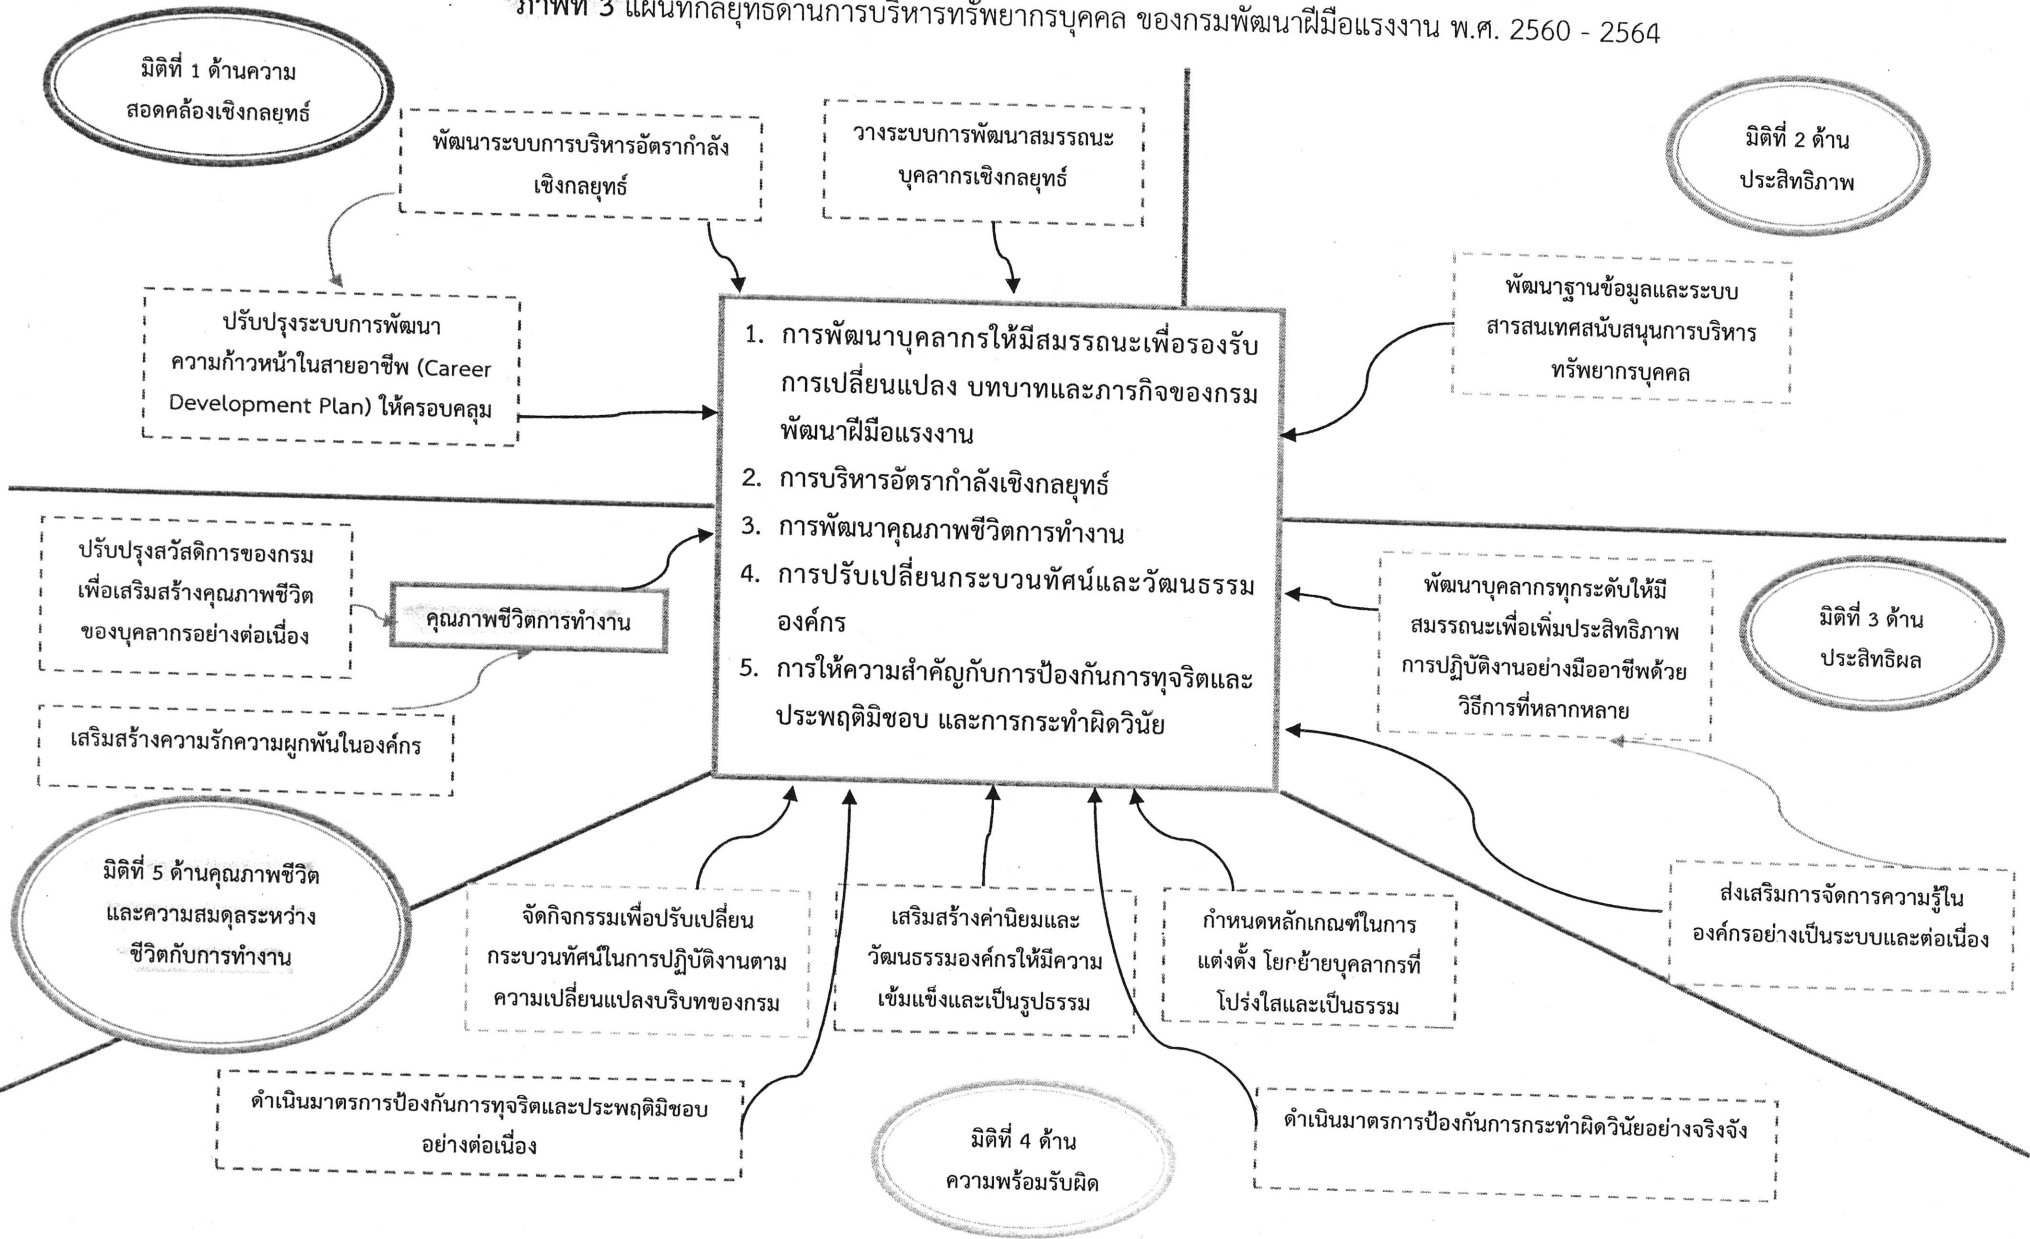 ภาพที่ 3 แผนที่กลยุทธ์ด้านการบริหารทรัพยากรบุคคล ของกรมพัฒนาฝีมือแรงงาน พ.ศ. 2560 - 2564
มิติที่ 1 ด้านความ
สอดคล้องเชิงกลยุทธ์
พัฒนาระบบการบริหารอัตรากำลัง
เชิงกลยุทธ์
วางระบบการพัฒนาสมรรถนะ
บุคลากรเชิงกลยุทธ์
มิติที่ 2 ด้าน
ประสิทธิภาพ
ปรับปรุงระบบการพัฒนา
ความก้าวหน้าในสายอาชีพ (Career
Development Plan) ให้ครอบคลุม
พัฒนาฐานข้อมูลและระบบ
สารสนเทศสนับสนุนการบริหาร
ทรัพยากรบุคคล
1. การพัฒนาบุคลากรให้มีสมรรถนะเพื่อรองรับ
การเปลี่ยนแปลง บทบาทและภารกิจของกรม
พัฒนาฝีมือแรงงาน
2. การบริหารอัตรากำลังเชิงกลยุทธ์
3. การพัฒนาคุณภาพชีวิตการทำงาน
4. การปรับเปลี่ยนกระบวนทัศน์และวัฒนธรรม
องค์กร
5. การให้ความสำคัญกับการป้องกันการทุจริตและ
ประพฤติมิชอบ และการกระทำผิดวินัย
ปรับปรุงสวัสดิการของกรม
เพื่อเสริมสร้างคุณภาพชีวิต
ของบุคลากรอย่างต่อเนื่อง
คุณภาพชีวิตการทำงาน
เสริมสร้างความรักความผูกพันในองค์กร
พัฒนาบุคลากรทุกระดับให้มี
สมรรถนะเพื่อเพิ่มประสิทธิภาพ
การปฏิบัติงานอย่างมืออาชีพด้วย
วิธีการที่หลากหลาย
มิติที่ 3 ด้าน
ประสิทธิผล
มิติที่ 5 ด้านคุณภาพชีวิต
และความสมดุลระหว่าง
ชีวิตกับการทำงาน
จัดกิจกรรมเพื่อปรับเปลี่ยน
กระบวนทัศน์ในการปฏิบัติงานตาม
ความเปลี่ยนแปลงบริบทของกรม
เสริมสร้างค่านิยมและ
วัฒนธรรมองค์กรให้มีความ
เข้มแข็งและเป็นรูปธรรม
กำหนดหลักเกณฑ์ในการ
แต่งตั้ง โยกย้ายบุคลากรที่
โปร่งใสและเป็นธรรม
ส่งเสริมการจัดการความรู้ใน
องค์กรอย่างเป็นระบบและต่อเนื่อง
ดำเนินมาตรการป้องกันการทุจริตและประพฤติมิชอบ
อย่างต่อเนื่อง
มิติที่ 4 ด้าน
ความพร้อมรับผิด
ดำเนินมาตรการป้องกันการกระทำผิดวินัยอย่างจริงจัง